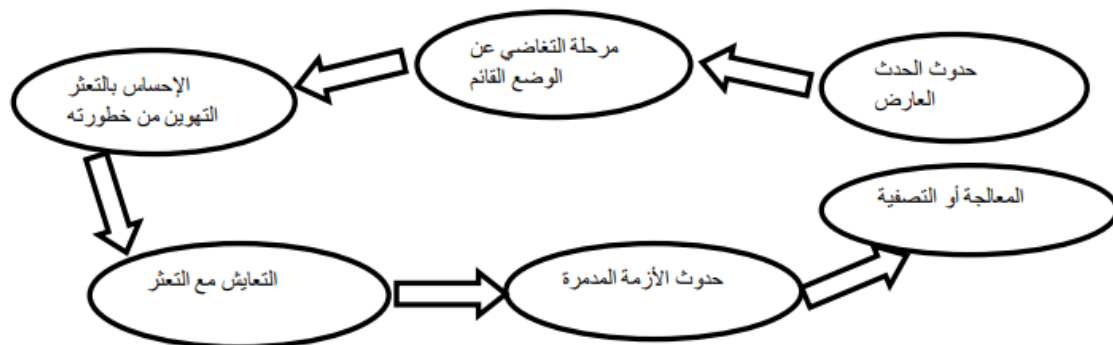 حدوث الحدث
العارض
مرحلة التغاضي عن
الوضع القائم
الإحساس بالتعثر
التهوين من خطورته
التعايش مع التعثر
حدوث الأزمة المدمرة
المعالجة أو التصفية